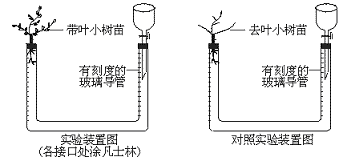 带叶小树苗
有刻度的
玻璃导管
实验装置图
(各接口处涂凡士林)
去叶小树苗
有刻度的
玻璃导管
对照实验装置图